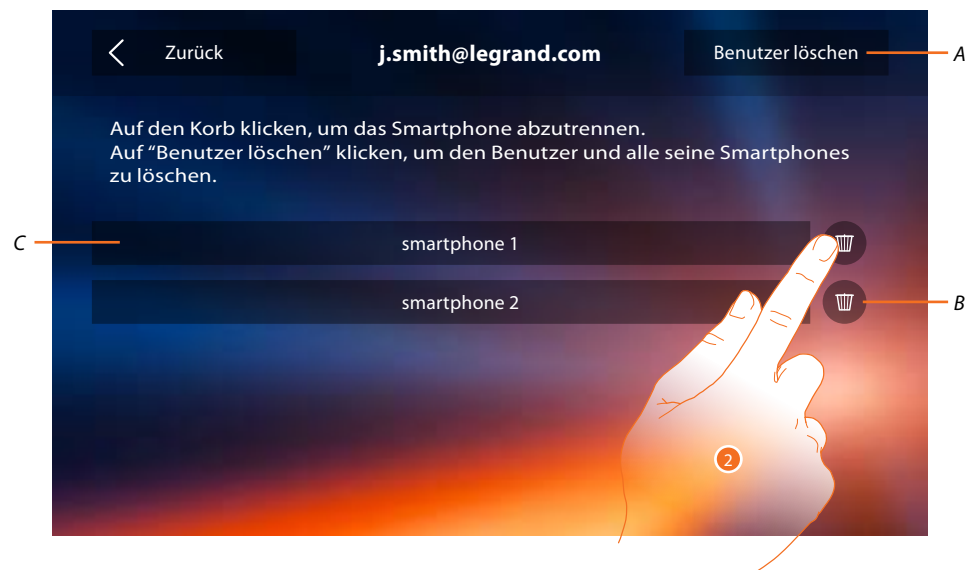 Zurück
j.smith@legrand.com
Benutzer löschen
A
Auf den Korb klicken, um das Smartphone abzutrennen.
Auf “Benutzer löschen” klicken, um den Benutzer und alle seine Smartphones
zu löschen.
C
smartphone 1
smartphone 2
B
2